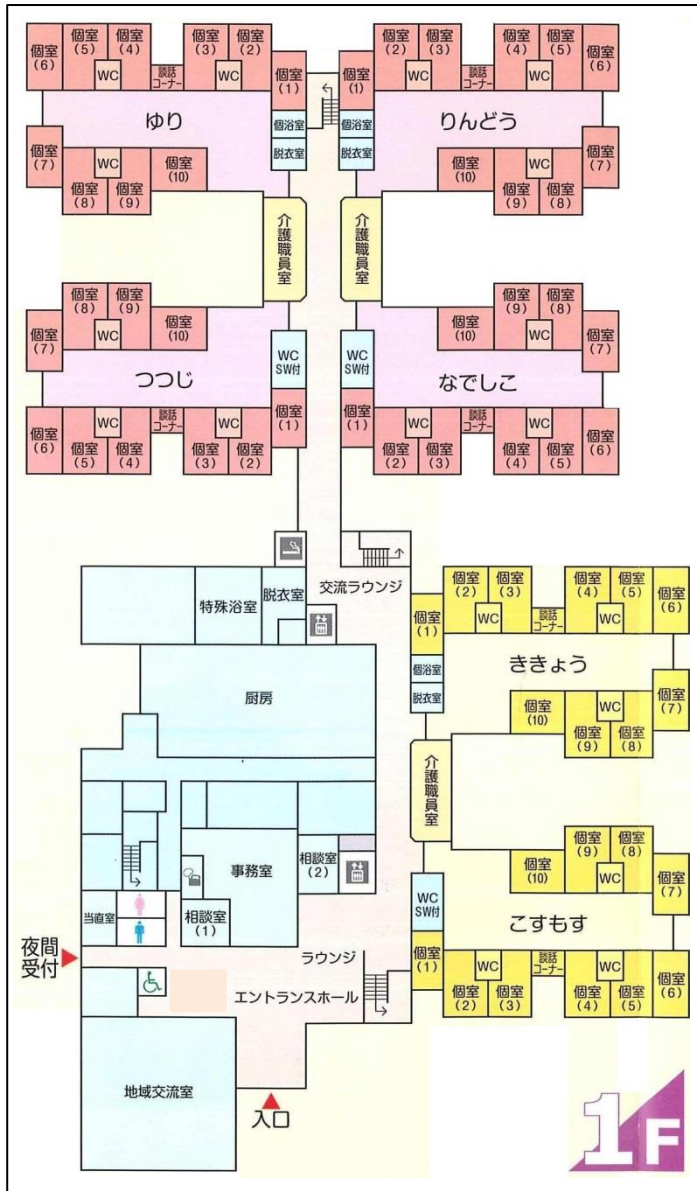 個室
(6)
個室
(5)
個室
(4)
WC
談話
コーナー
個室
(3)
個室
(2)
WC
個室
(1)
個浴室
脱衣室
ゆり
個室
(7)
個室
(8)
WC
個室
(9)
個室
(10)
介護職員室
個室
(1)
個浴室
脱衣室
個室
(2)
個室
(3)
WC
談話
コーナー
個室
(4)
個室
(5)
WC
個室
(6)
りんどう
個室
(10)
WC
個室
(9)
個室
(8)
個室
(7)
介護職員室
個室
(7)
個室
(8)
個室
(9)
WC
個室
(10)
つつじ
WC
SW付
個室
(1)
個室
(6)
個室
(5)
WC
個室
(4)
談話
コーナー
個室
(3)
WC
個室
(2)
個室
(10)
個室
(9)
個室
(8)
WC
個室
(7)
なでしこ
WC
SW付
個室
(1)
個室
(2)
WC
個室
(3)
談話
コーナー
個室
(4)
WC
個室
(5)
個室
(6)
特殊浴室
脱衣室
交流ラウンジ
厨房
個室
(1)
個浴室
脱衣室
個室
(2)
個室
(3)
WC
談話
コーナー
個室
(4)
個室
(5)
WC
個室
(6)
ききょう
個室
(7)
個室
(10)
WC
個室
(9)
個室
(8)
介護職員室
個室
(10)
個室
(9)
個室
(8)
WC
個室
(7)
こすもす
WC
SW付
個室
(1)
個室
(2)
WC
個室
(3)
談話
コーナー
個室
(4)
WC
個室
(5)
個室
(6)
事務室
相談室
(2)
相談室
(1)
当直室
夜間
受付
ラウンジ
エントランスホール
地域交流室
入口
1F